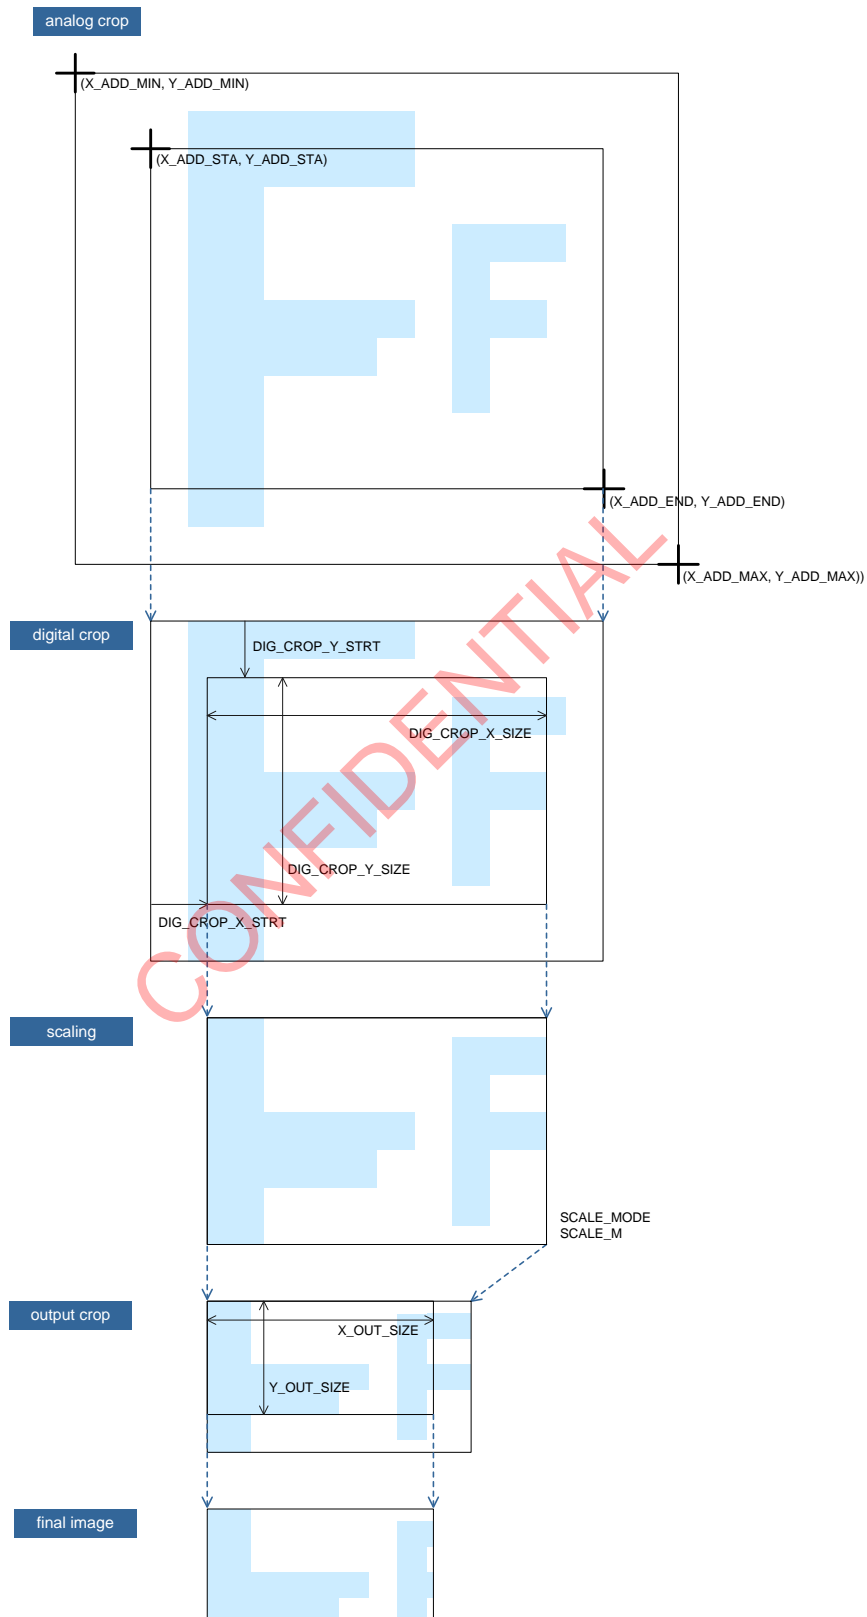 analog crop
(X_ADD_MIN, Y_ADD_MIN)
(X_ADD_STA, Y_ADD_STA)
(X_ADD_END, Y_ADD_END)
(X_ADD_MAX, Y_ADD_MAX))
digital crop
DIG_CROP_Y_STRT
DIG_CROP_X_SIZE
DIG_CROP_Y_SIZE
DIG_CROP_X_STRT
CONFIDENTIAL
scaling
SCALE_MODE
SCALE_M
output crop
X_OUT_SIZE
Y_OUT_SIZE
final image